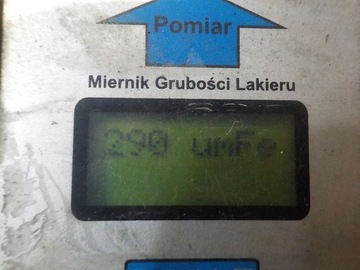 Pomiar
Miernik Grubości Lakieru
290 umFe